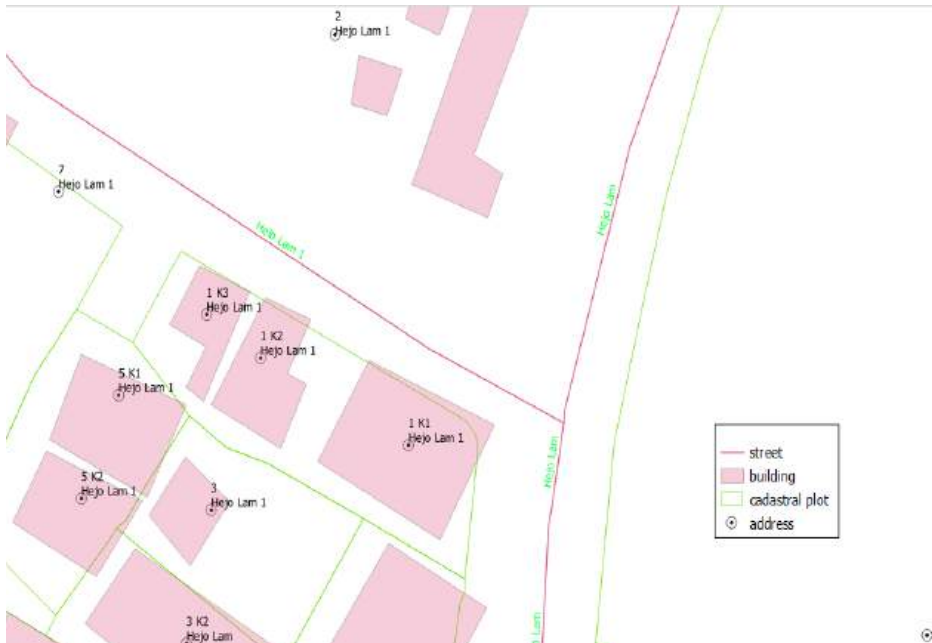 2
Hejo Lam 1
7
Hejo Lam 1
Hejo Lam 1
Hejo Lam
1 K3
Hejo Lam 1
1 K2
Hejo Lam 1
5 K1
Hejo Lam 1
1 K1
Hejo Lam 1
Hejo Lam
5 K2
Hejo Lam 1
3
Hejo Lam 1
3 K2
Hejo Lam
jo Lam
street
building
cadastral plot
address